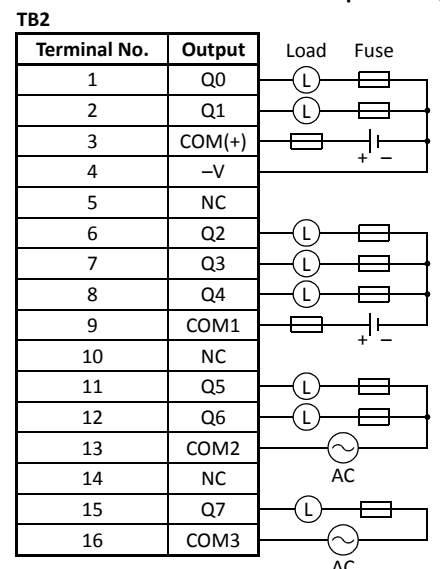 TB2
Terminal No. Output Load Fuse
1 Q0 L
2 Q1 L
3 COM(+) + –
4 –V
5 NC
6 Q2 L
7 Q3 L
8 Q4 L
9 COM1 + –
10 NC
11 Q5 L
12 Q6 L
13 COM2
14 NC AC
15 Q7 L
16 COM3
AC